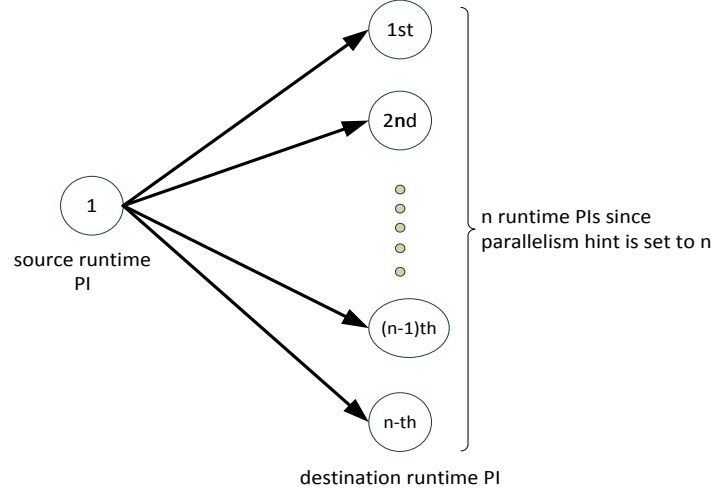 1st
2nd
1
source runtime
PI
n runtime PIs since
parallelism hint is set to n
(n-1)th
n-th
destination runtime PI